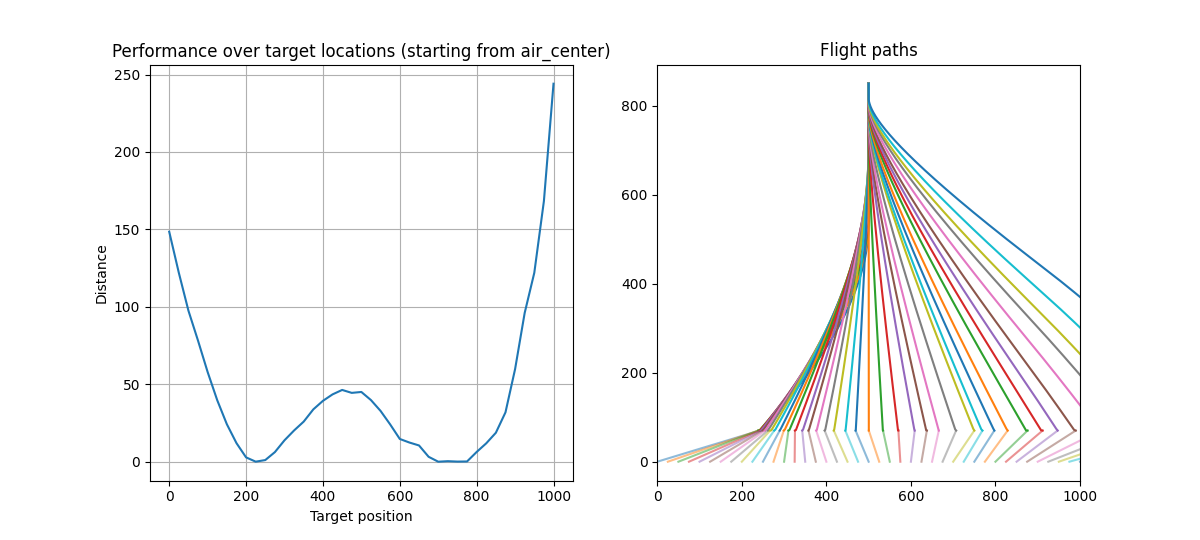 Performance over target locations (starting from air_center)
250
200
150
100
50
0
Distance
0 200 400 600 800 1000
Target position
Flight paths
800
600
400
200
0
0 200 400 600 800 1000